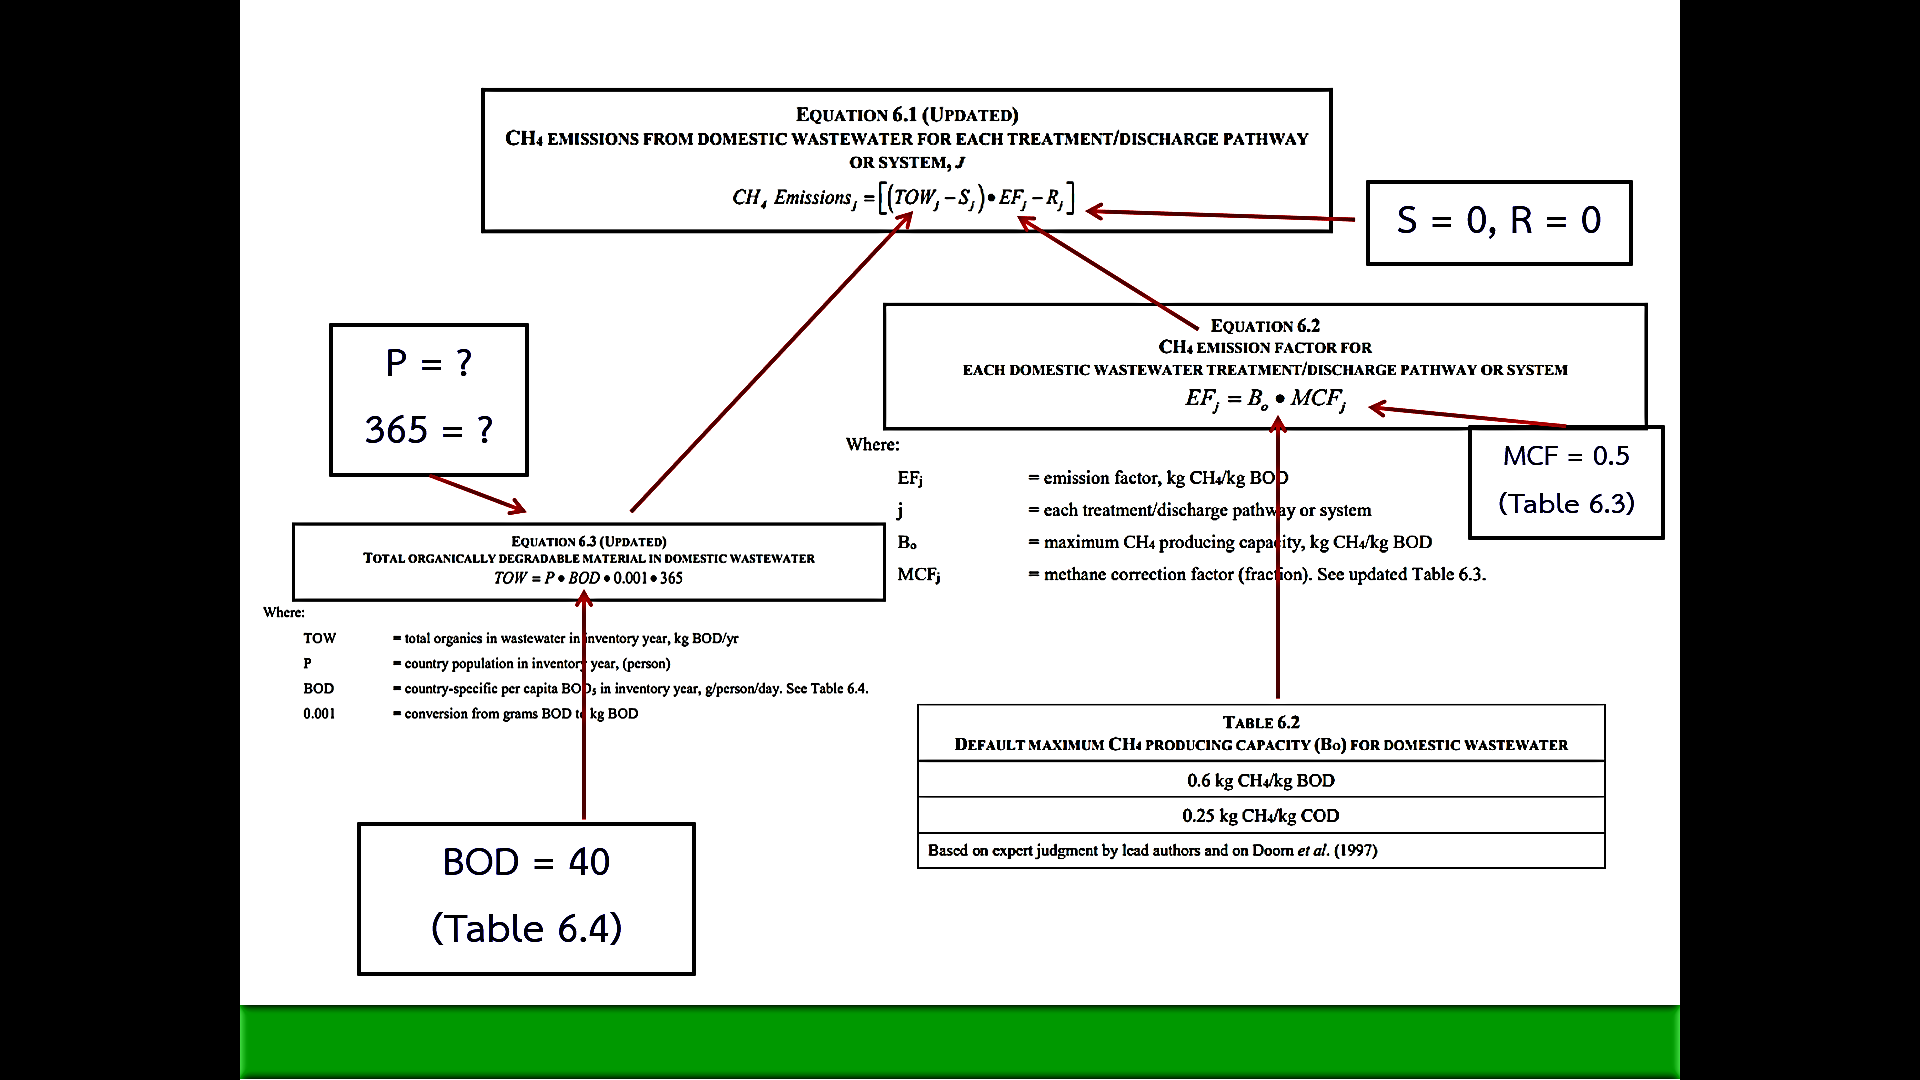 EQUATION 6.1 (UPDATED)
CH₄ EMISSIONS FROM DOMESTIC WASTEWATER FOR EACH TREATMENT/DISCHARGE PATHWAY
OR SYSTEM, J
CH₄ Emissionsⱼ = [(TOWⱼ – Sⱼ) • EFⱼ – Rⱼ]
S = 0, R = 0
P = ?
365 = ?
EQUATION 6.2
CH₄ EMISSION FACTOR FOR
EACH DOMESTIC WASTEWATER TREATMENT/DISCHARGE PATHWAY OR SYSTEM
EFⱼ = Bₒ • MCFⱼ
MCF = 0.5
(Table 6.3)
Where:
EFⱼ = emission factor, kg CH₄/kg BOD
j = each treatment/discharge pathway or system
Bₒ = maximum CH₄ producing capacity, kg CH₄/kg BOD
MCFⱼ = methane correction factor (fraction). See updated Table 6.3.
EQUATION 6.3 (UPDATED)
TOTAL ORGANICALLY DEGRADABLE MATERIAL IN DOMESTIC WASTEWATER
TOW = P • BOD • 0.001 • 365
Where:
TOW = total organics in wastewater in inventory year, kg BOD/yr
P = country population in inventory year, (person)
BOD = country-specific per capita BOD₅ in inventory year, g/person/day. See Table 6.4.
0.001 = conversion from grams BOD to kg BOD
BOD = 40
(Table 6.4)
TABLE 6.2
DEFAULT MAXIMUM CH₄ PRODUCING CAPACITY (BO) FOR DOMESTIC WASTEWATER
0.6 kg CH₄/kg BOD
0.25 kg CH₄/kg COD
Based on expert judgment by lead authors and on Doorn et al. (1997)